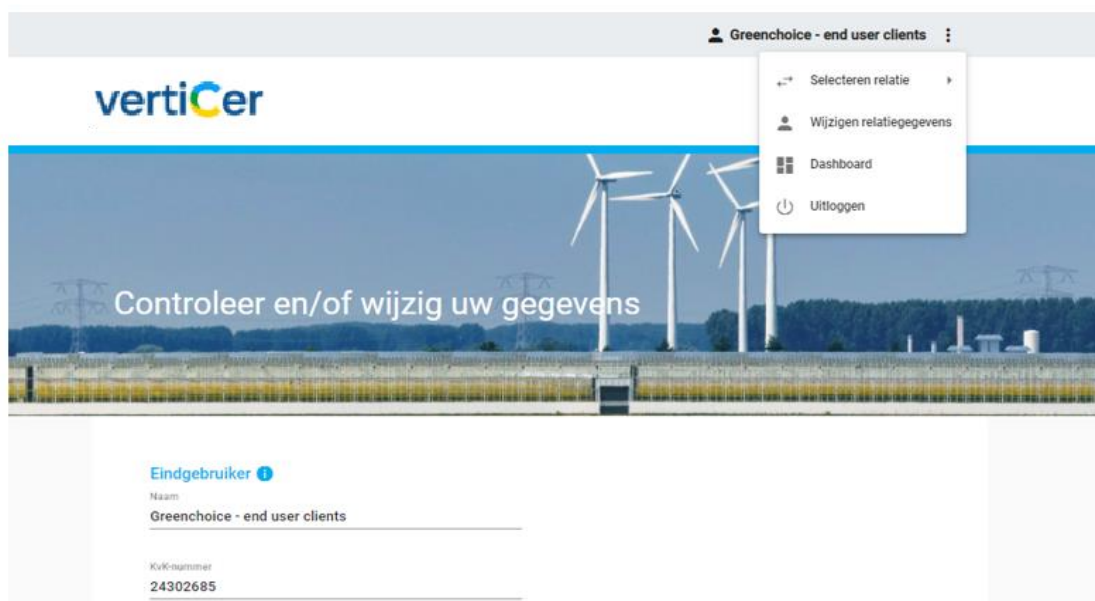 Greenchoice - end user clients
Selecteren relatie
Wijzigen relatiegegevens
Dashboard
Uitloggen
vertiCer
Controleer en/of wijzig uw gegevens
Eindgebruiker
Naam
Greenchoice - end user clients
KvK-nummer
24302685